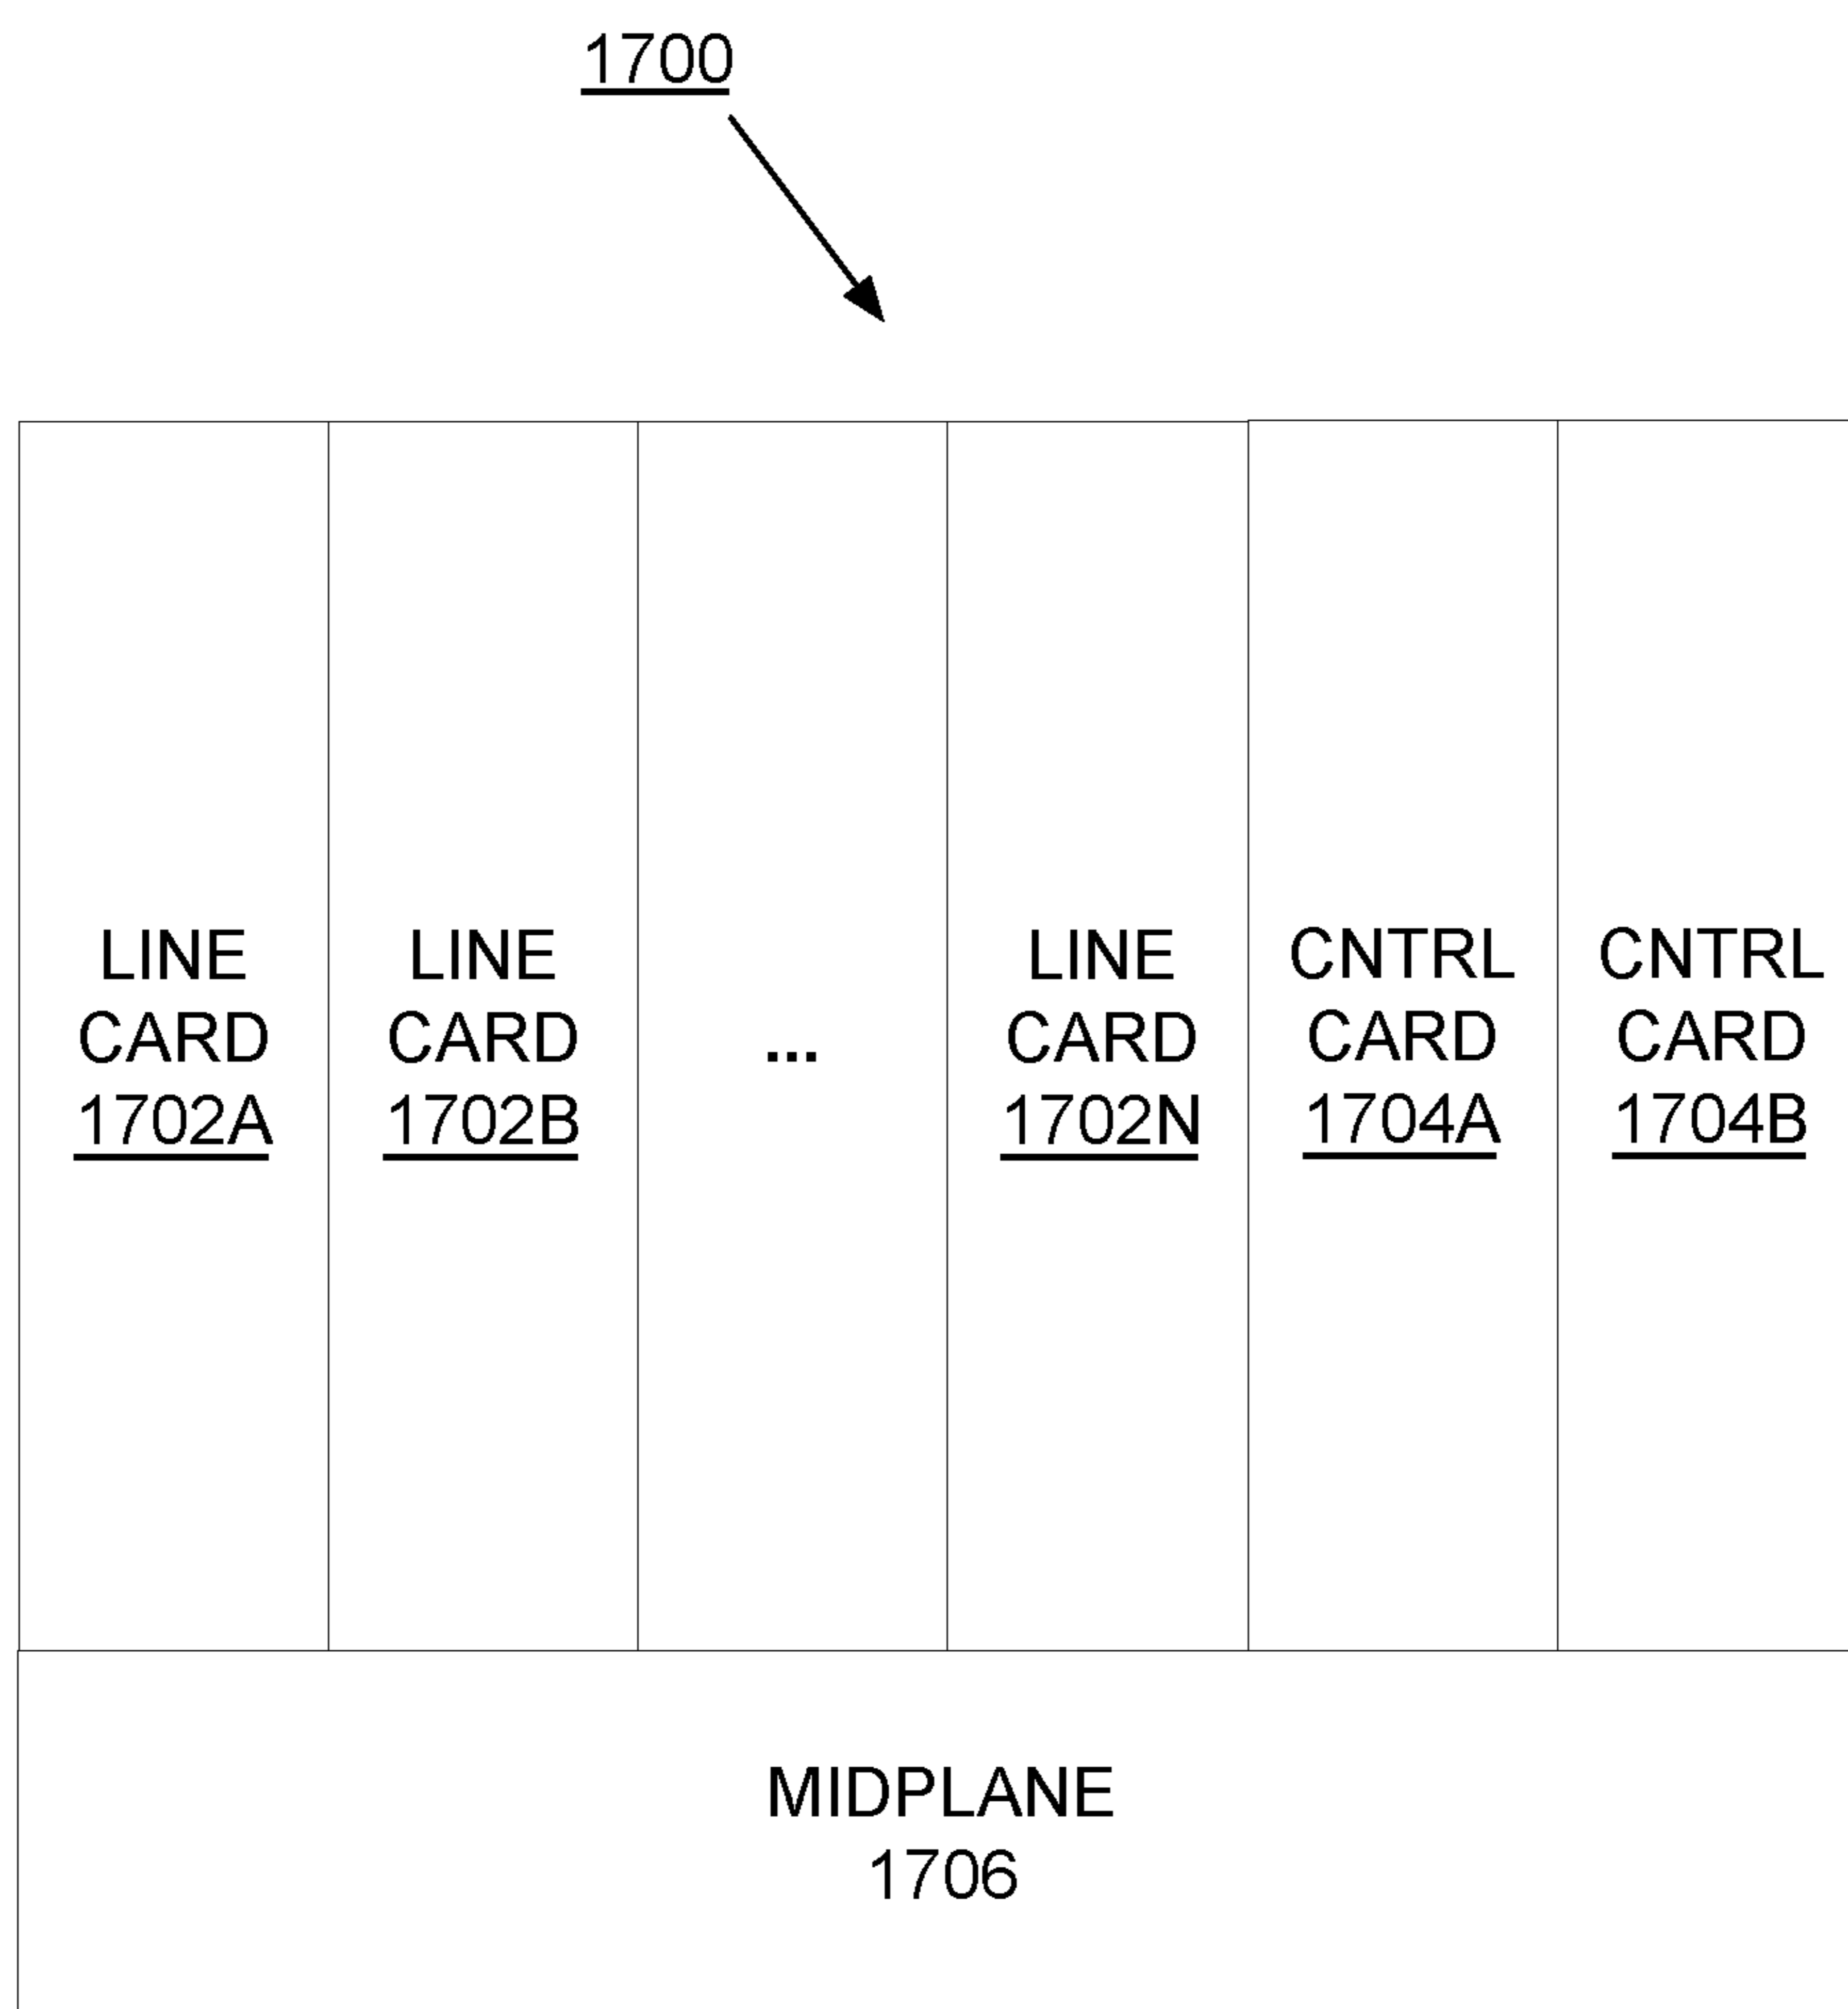 1700
LINE
CARD
1702A
LINE
CARD
1702B
...
LINE
CARD
1702N
CNTRL
CARD
1704A
CNTRL
CARD
1704B
MIDPLANE
1706